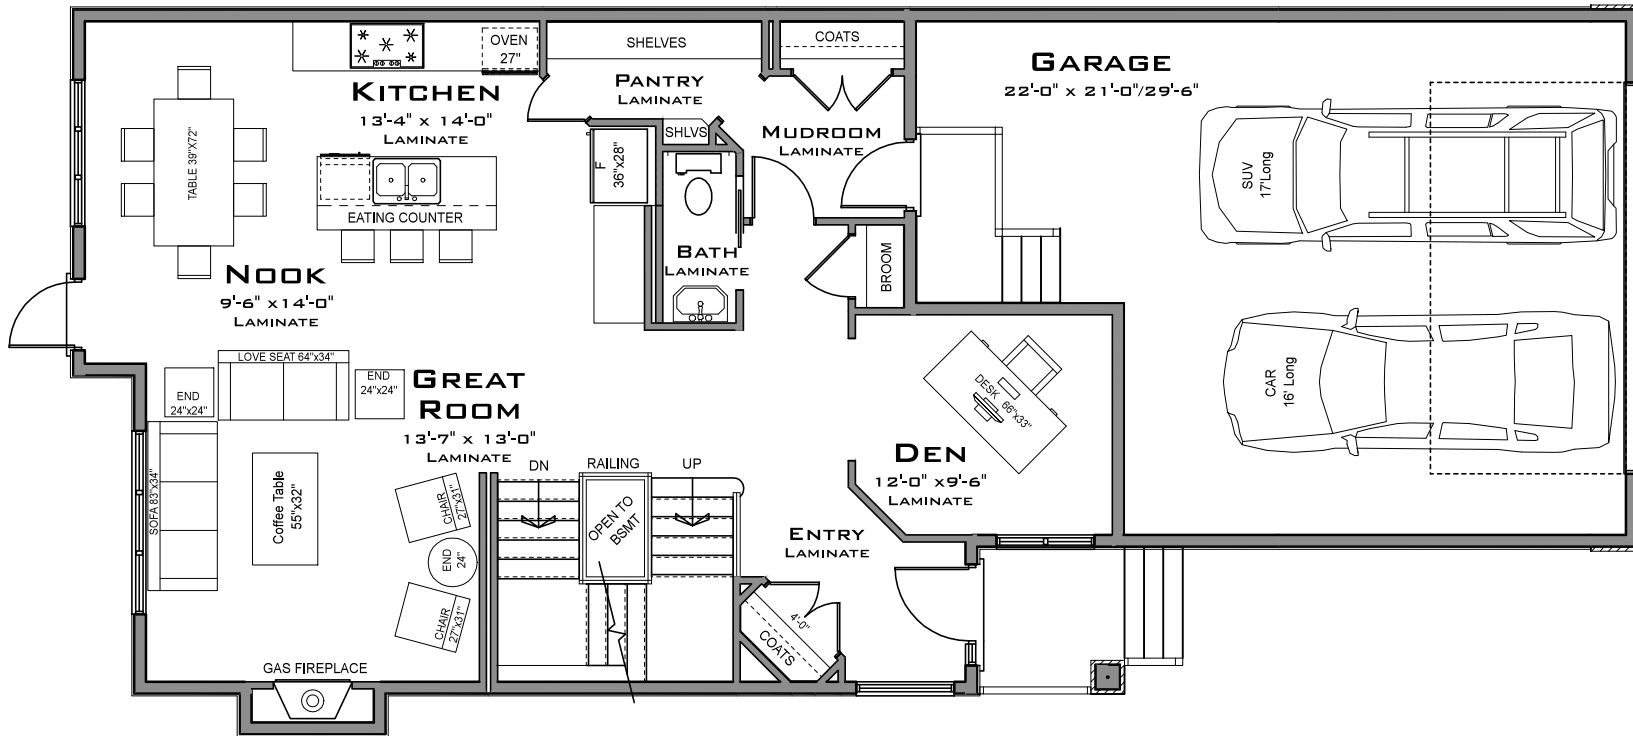 OVEN
27"
SHELVES
COATS
GARAGE
22'-0" x 21'-0"/29'-6"
KITCHEN
13'-4" x 14'-0"
LAMINATE
PANTRY
LAMINATE
SHLVS
MUDROOM
LAMINATE
TABLE 39"X72"
F
36"x28"
SUV
17'Long
EATING COUNTER
BATH
LAMINATE
BROOM
NOOK
9'-6" x14'-0"
LAMINATE
LOVE SEAT 64"x34"
END
24"x24"
END
24"x24"
GREAT
ROOM
13'-7" x 13'-0"
LAMINATE
DESK 66"x33"
CAR
16' Long
DEN
12'-0" x9'-6"
LAMINATE
SOFA 83"x34"
Coffee Table
55"x32"
CHAIR
27"x31"
END
24"
CHAIR
27"x31"
DN
RAILING
UP
OPEN TO
BSMT
ENTRY
LAMINATE
4'-0"
COATS
GAS FIREPLACE